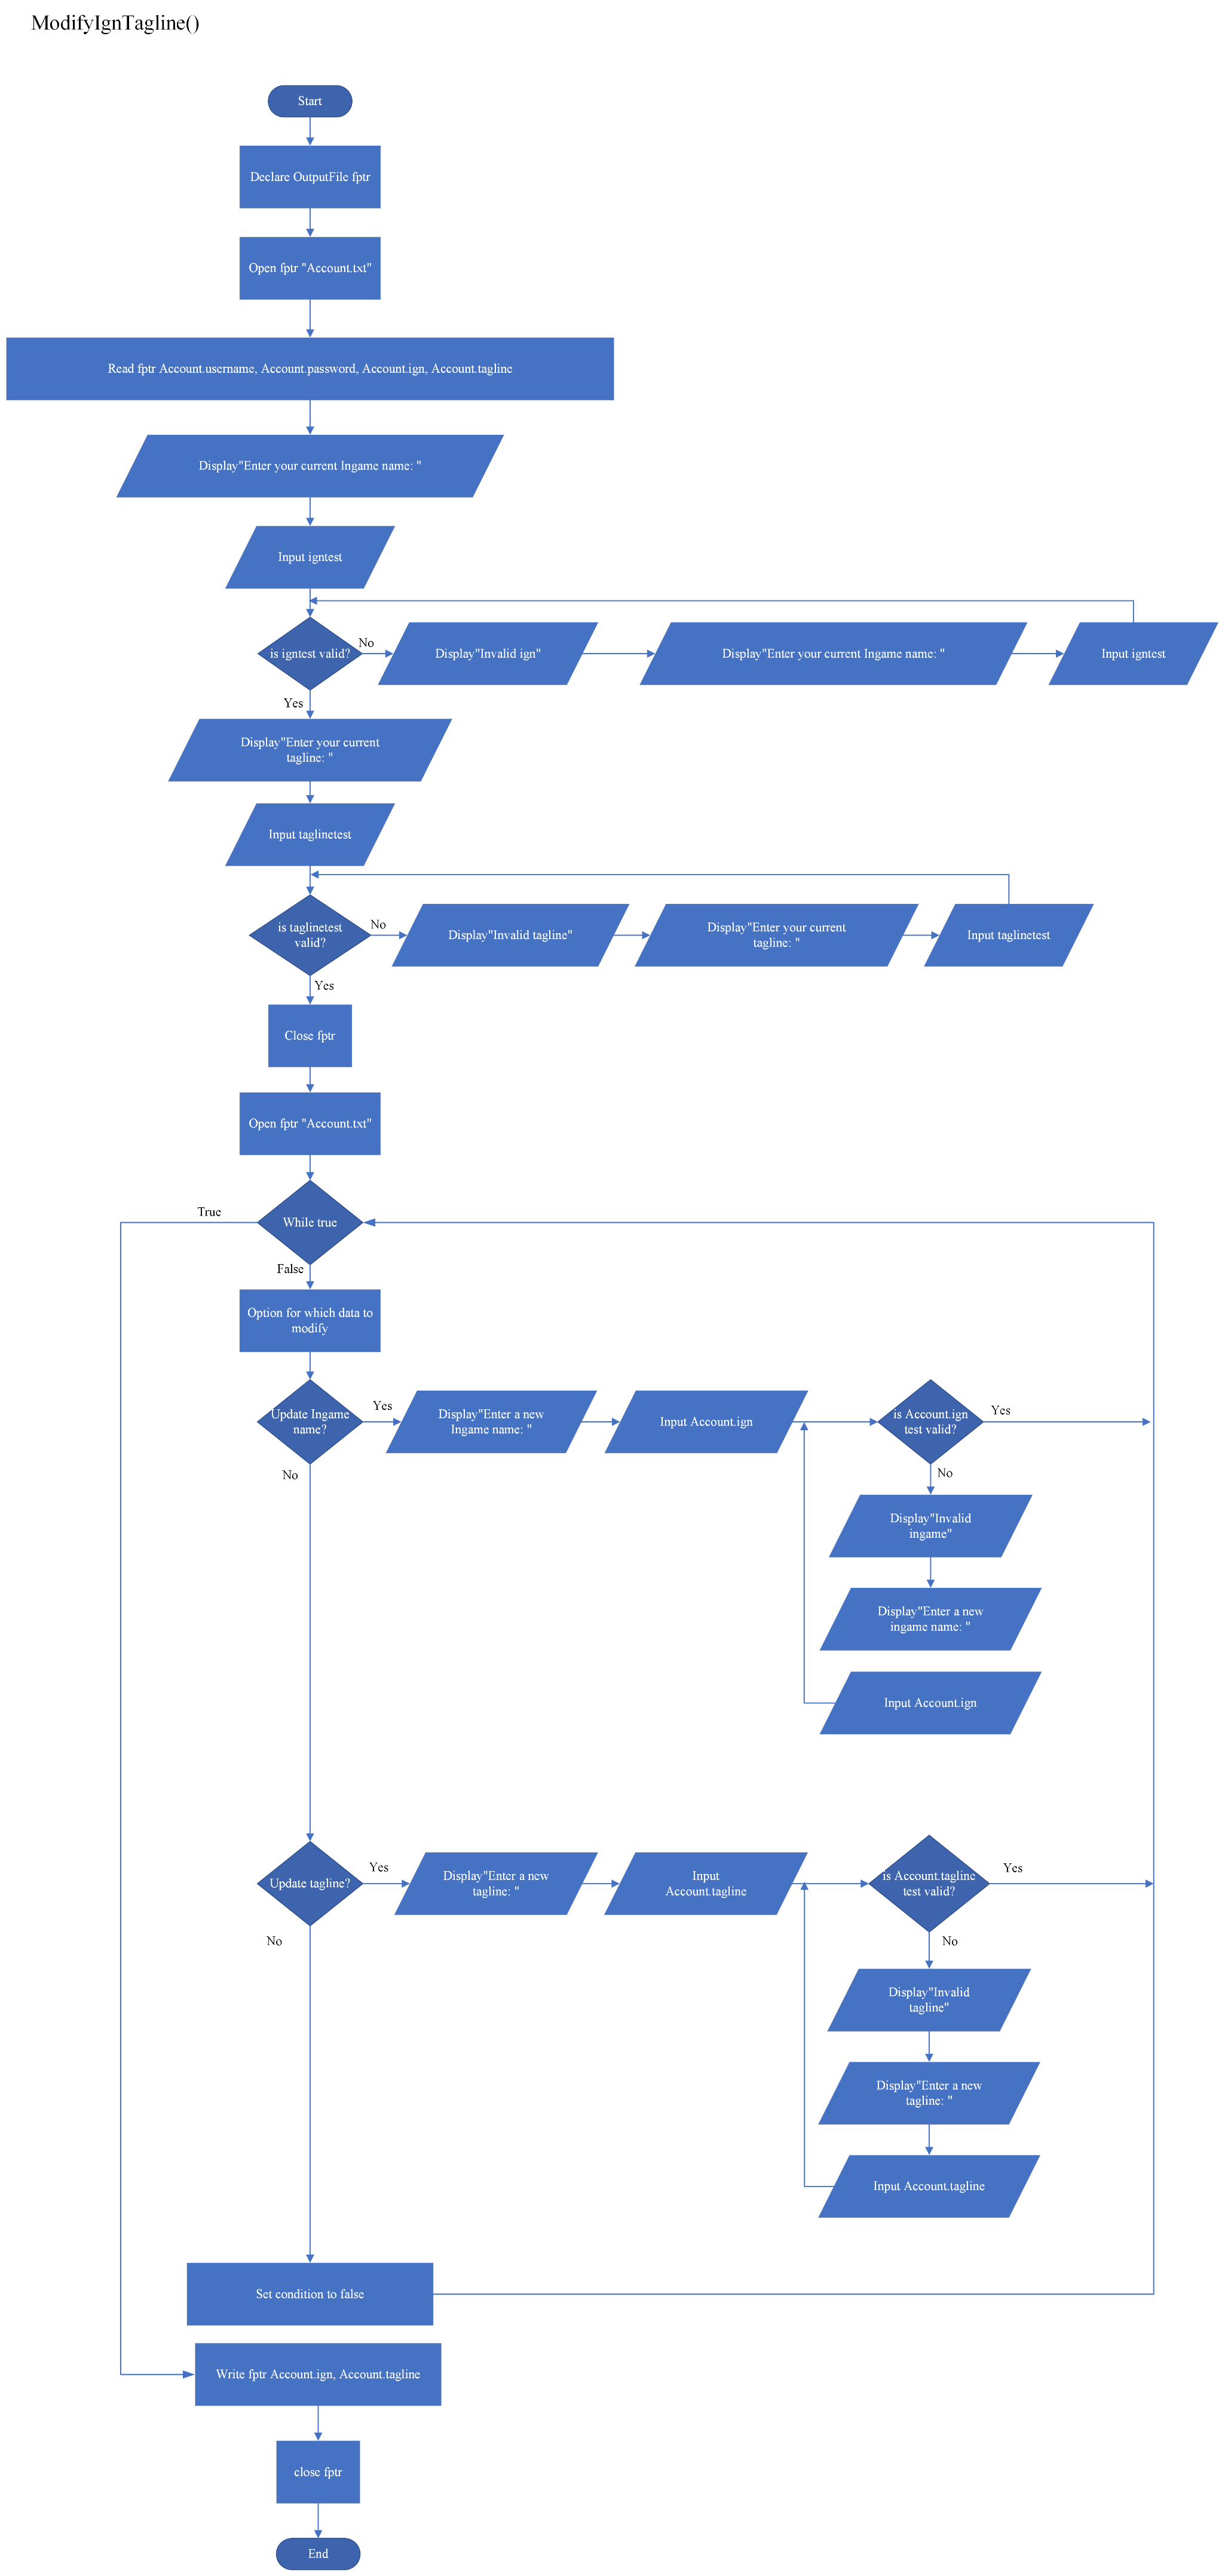 ModifyIgnTagline()
Start
Declare OutputFile fptr
Open fptr "Account.txt"
Read fptr Account.username, Account.password, Account.ign, Account.tagline
Display"Enter your current Ingame name: "
Input igntest
is igntest valid?
No
Display"Invalid ign"
Display"Enter your current Ingame name: "
Input igntest
Yes
Display"Enter your current
tagline: "
Input taglinetest
is taglinetest
valid?
No
Display"Invalid tagline"
Display"Enter your current
tagline: "
Input taglinetest
Yes
Close fptr
Open fptr "Account.txt"
While true
True
False
Option for which data to
modify
Update Ingame
name?
Yes
Display"Enter a new
Ingame name: "
Input Account.ign
is Account.ign
test valid?
Yes
No
No
Display"Invalid
ingame"
Display"Enter a new
ingame name: "
Input Account.ign
Update tagline?
Yes
Display"Enter a new
tagline: "
Input
Account.tagline
is Account.tagline
test valid?
Yes
No
No
Display"Invalid
tagline"
Display"Enter a new
tagline: "
Input Account.tagline
Set condition to false
Write fptr Account.ign, Account.tagline
close fptr
End